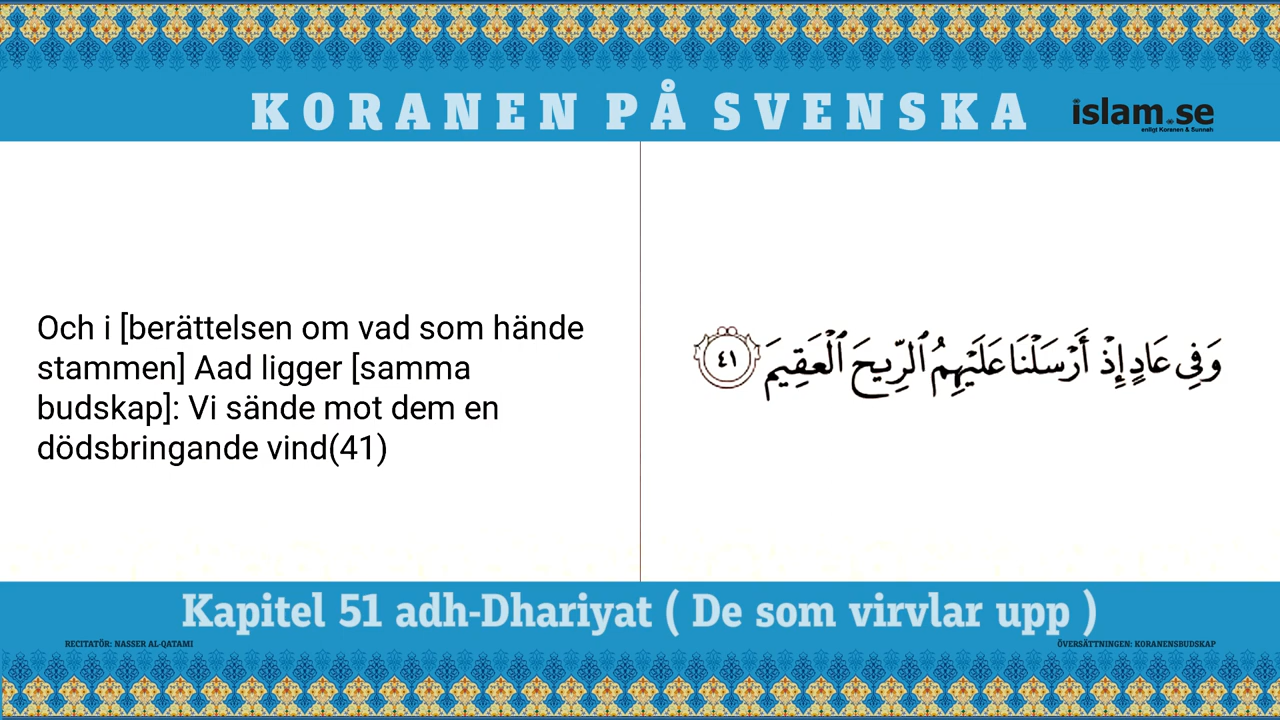 KORANEN PÅ SVENSKA
islam.se
enligt Koranen & Sunnah
Och i [berättelsen om vad som hände
stammen] Aad ligger [samma
budskap]: Vi sände mot dem en
dödsbringande vind(41)
وَفِى عَادٍ إِذْ أَرْسَلْنَا عَلَيْهِمُ ٱلرِّيحَ ٱلْعَقِيمَ ٤١
Kapitel 51 adh-Dhariyat ( De som virvlar upp )
RECITATÖR: NASSER AL-QATAMI
ÖVERSÄTTNINGEN: KORANENSBUDSKAP